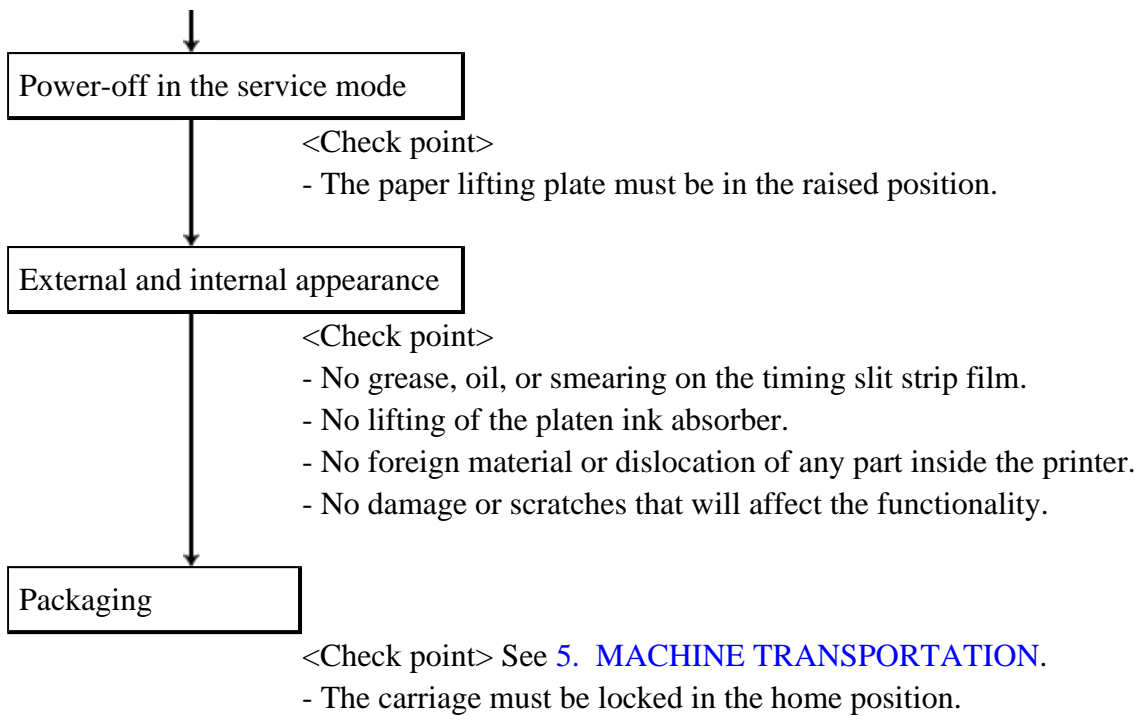 Power-off in the service mode
<Check point>
- The paper lifting plate must be in the raised position.
External and internal appearance
<Check point>
- No grease, oil, or smearing on the timing slit strip film.
- No lifting of the platen ink absorber.
- No foreign material or dislocation of any part inside the printer.
- No damage or scratches that will affect the functionality.
Packaging
<Check point> See 5. MACHINE TRANSPORTATION.
- The carriage must be locked in the home position.